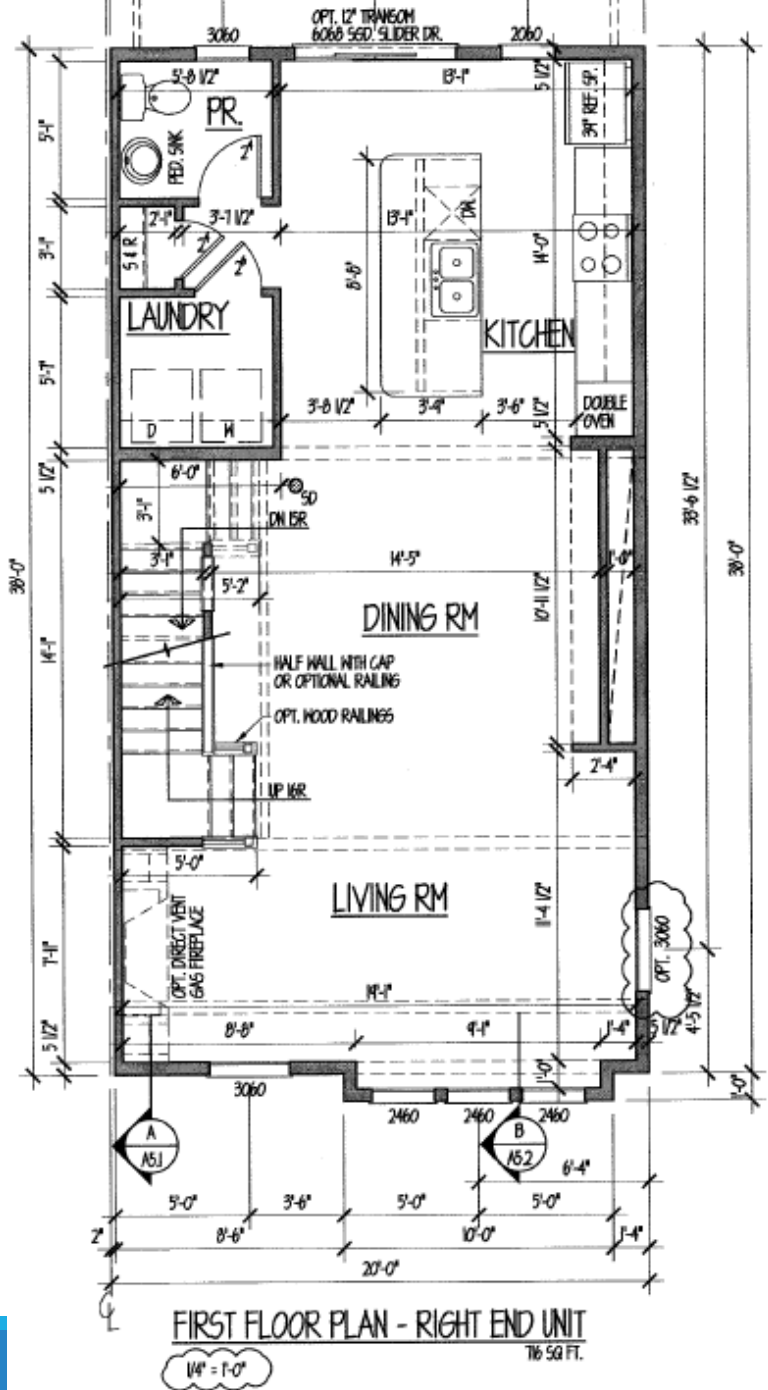 OPT. 12" TRANSOM
3060
6068 SGD. SLIDER DR.
2060
5'-8 1/2"
13'-1"
5 1/2"
39" REF. SP.
PR.
5'-1"
PED. SINK
2'
2'-1"
3'-7 1/2"
13'-1"
DW.
3'-1"
S & R
2'
2'
14'-0"
8'-8"
LAUNDRY
KITCHEN
5'-7"
3'-8 1/2"
3'-4"
3'-6"
5 1/2"
DOUBLE
OVEN
D
W
5 1/2"
6'-0"
SD
3'-1"
DN 15R
33'-6 1/2"
38'-0"
3'-1"
14'-5"
1'-0"
38'-0"
5'-2"
10'-11 1/2"
DINING RM
14'-1"
HALF WALL WITH CAP
OR OPTIONAL RAILING
OPT. WOOD RAILINGS
2'-4"
UP 16R
5'-0"
LIVING RM
11'-4 1/2"
OPT. DIRECT VENT
GAS FIREPLACE
OPT. 3060
7'-11"
19'-1"
4'-5 1/2"
5 1/2"
8'-8"
9'-1"
1'-4"
5 1/2"
1'-0"
1'-0"
3060
2460
2460
2460
A
A5.1
B
A5.2
6'-4"
5'-0"
3'-6"
5'-0"
5'-0"
2"
8'-6"
10'-0"
1'-4"
20'-0"
FIRST FLOOR PLAN - RIGHT END UNIT
716 SQ FT.
1/4" = 1'-0"